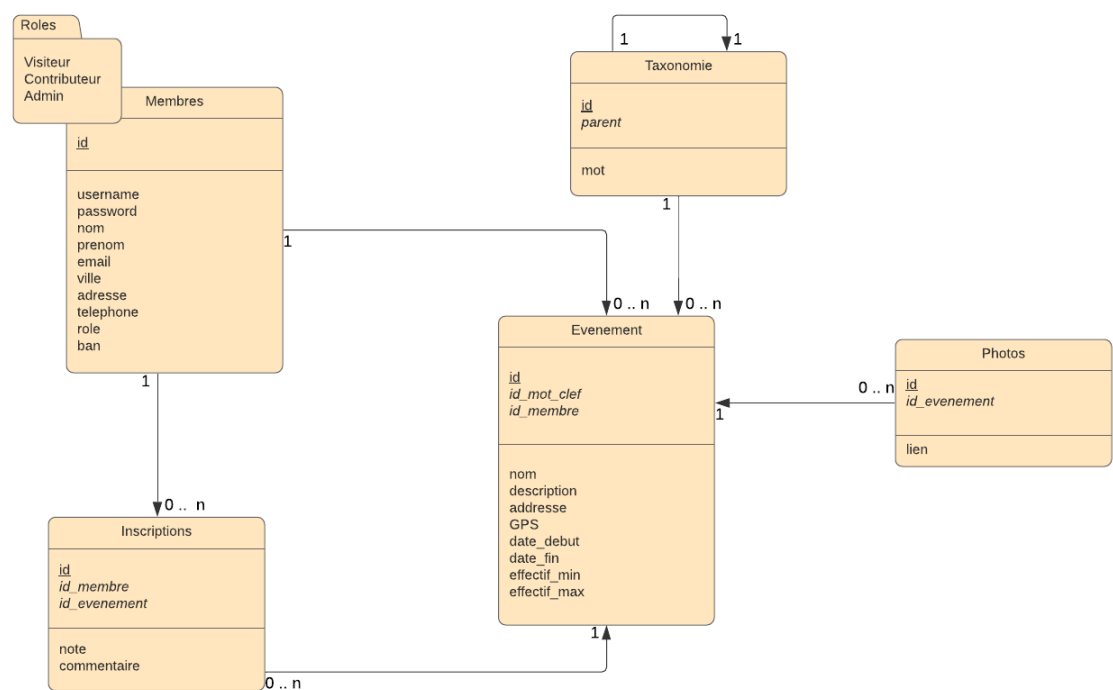 Roles
Visiteur
Contributeur
Admin
Membres
id
username
password
nom
prenom
email
ville
adresse
telephone
role
ban
1
1
0 .. n
Inscriptions
id
id_membre
id_evenement
note
commentaire
0 .. n
1
1
Taxonomie
id
parent
mot
1
0 .. n
0 .. n
Evenement
id
id_mot_clef
id_membre
nom
description
addresse
GPS
date_debut
date_fin
effectif_min
effectif_max
1
1
0 .. n
Photos
id
id_evenement
lien